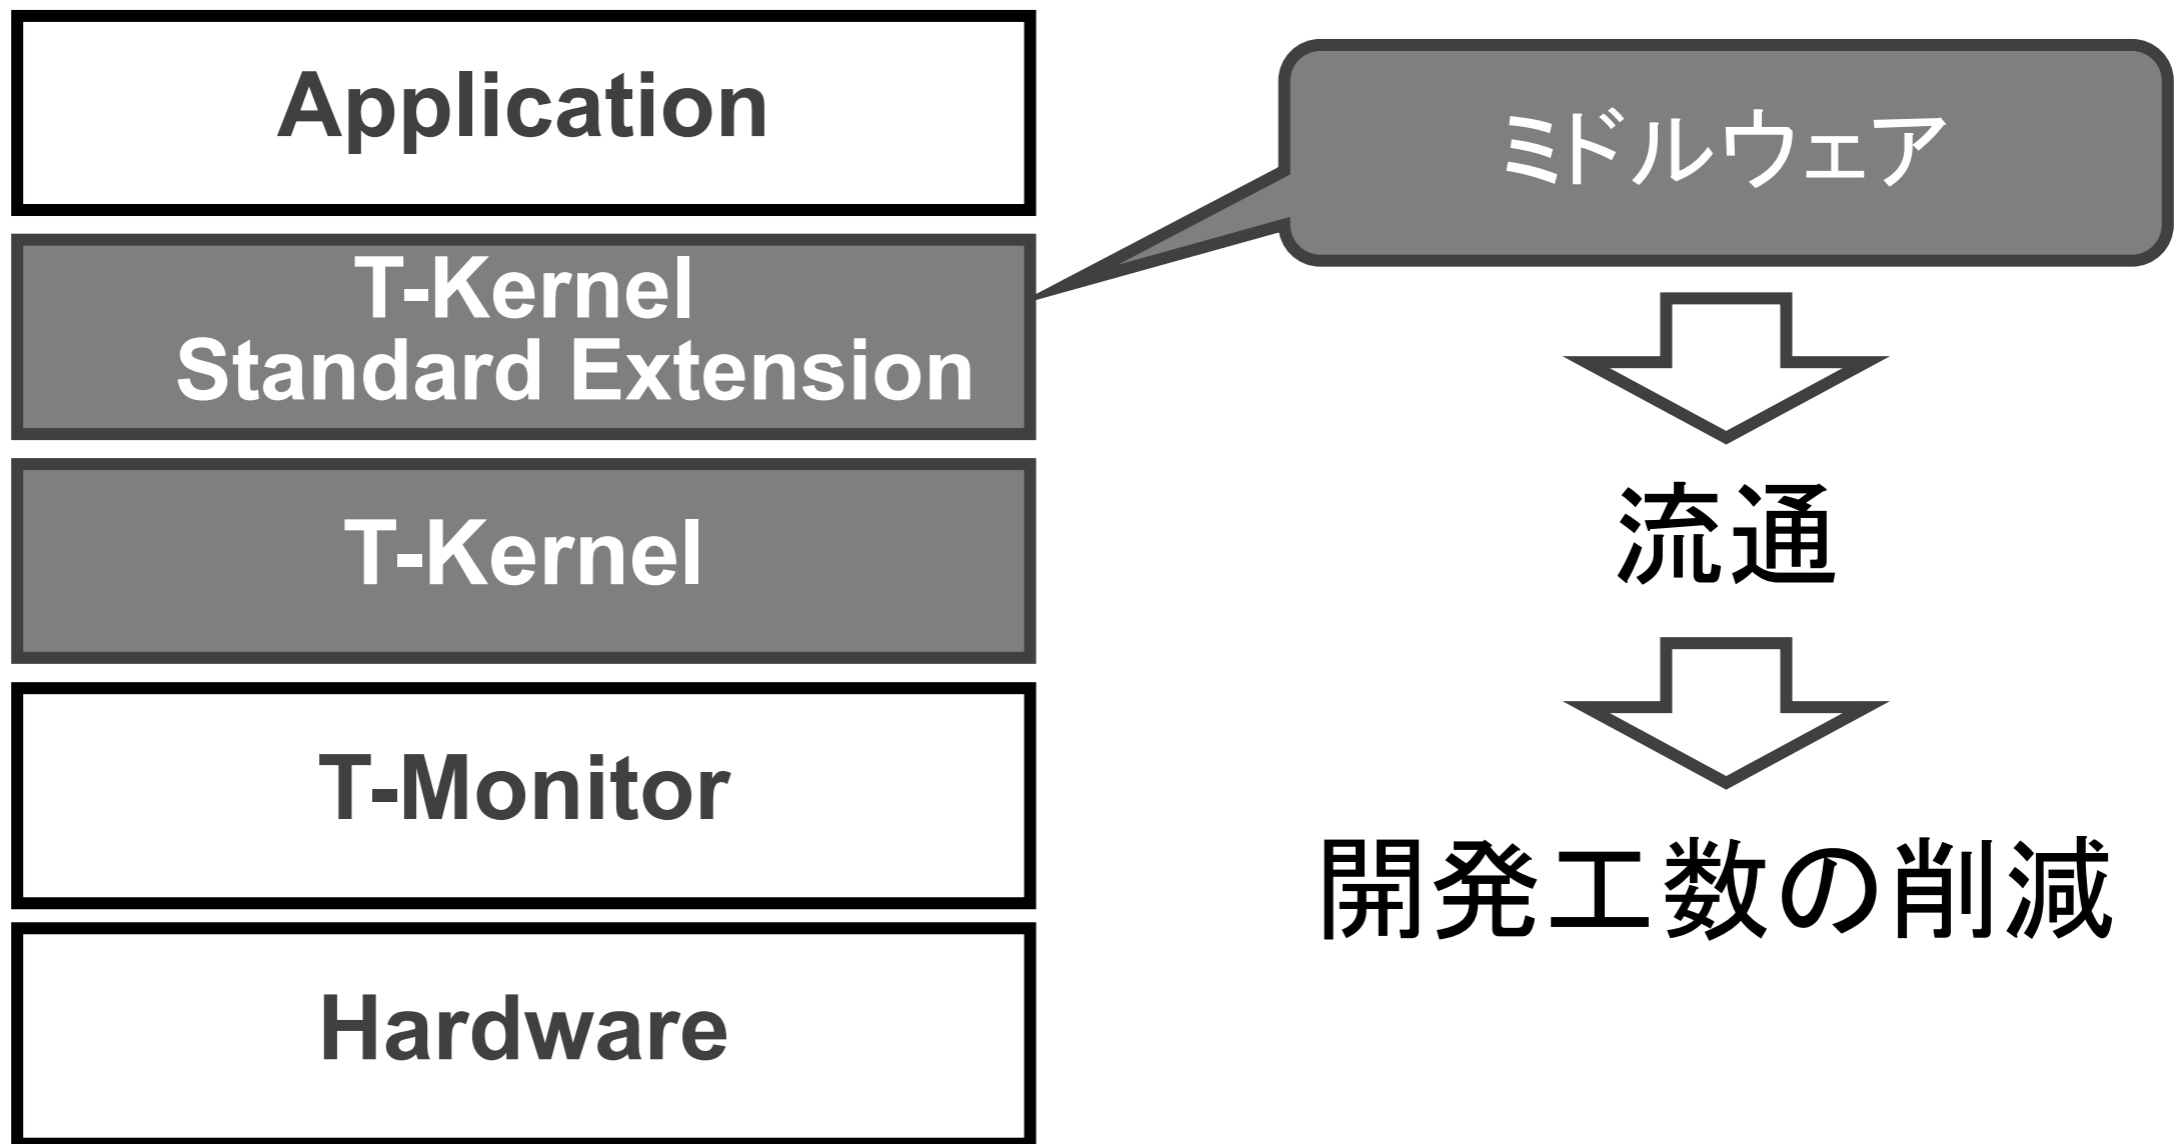 Application
T-Kernel
Standard Extension
T-Kernel
T-Monitor
Hardware
ミドルウェア
流通
開発工数の削減